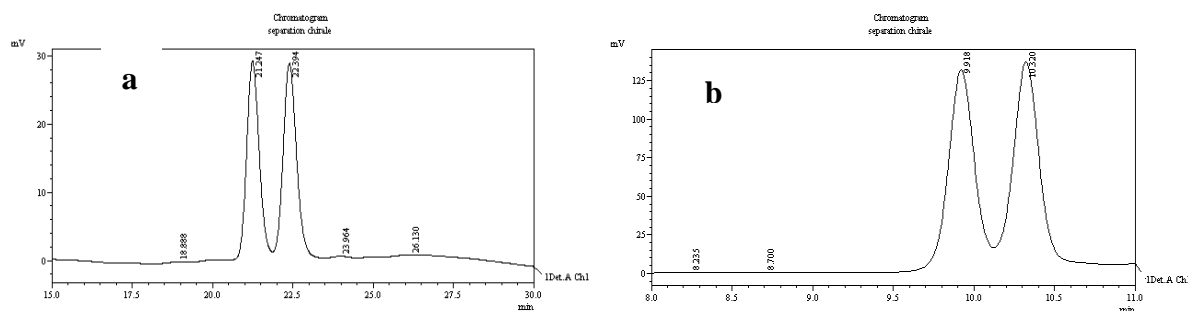 Chromatogram
separation chirale
mV
a
21.247
22.394
18.888
23.964
26.130
30
20
10
0
1Det.A Ch1
15.0 17.5 20.0 22.5 25.0 27.5 30.0
min
Chromatogram
separation chirale
mV
b
9.918
10.320
8.235
8.700
125
100
75
50
25
0
1Det.A Ch1
8.0 8.5 9.0 9.5 10.0 10.5 11.0
min